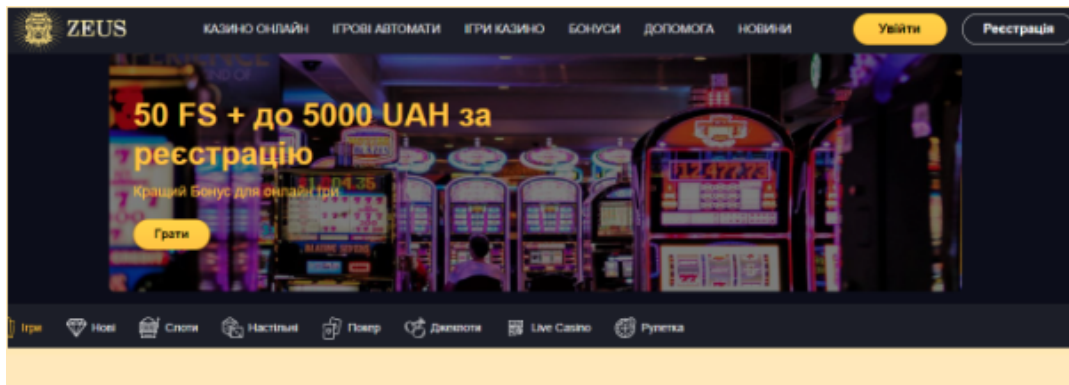 ZEUS
КАЗИНО ОНЛАЙН ІГРОВІ АВТОМАТИ ІГРИ КАЗИНО БОНУСИ ДОПОМОГА НОВИНИ Увійти Реєстрація
50 FS + до 5000 UAH за
реєстрацію
Кращий Бонус для онлайн гри
Грати
Ігри Нові Слоти Настільні Покер Джекпоти Live Casino Рулетка